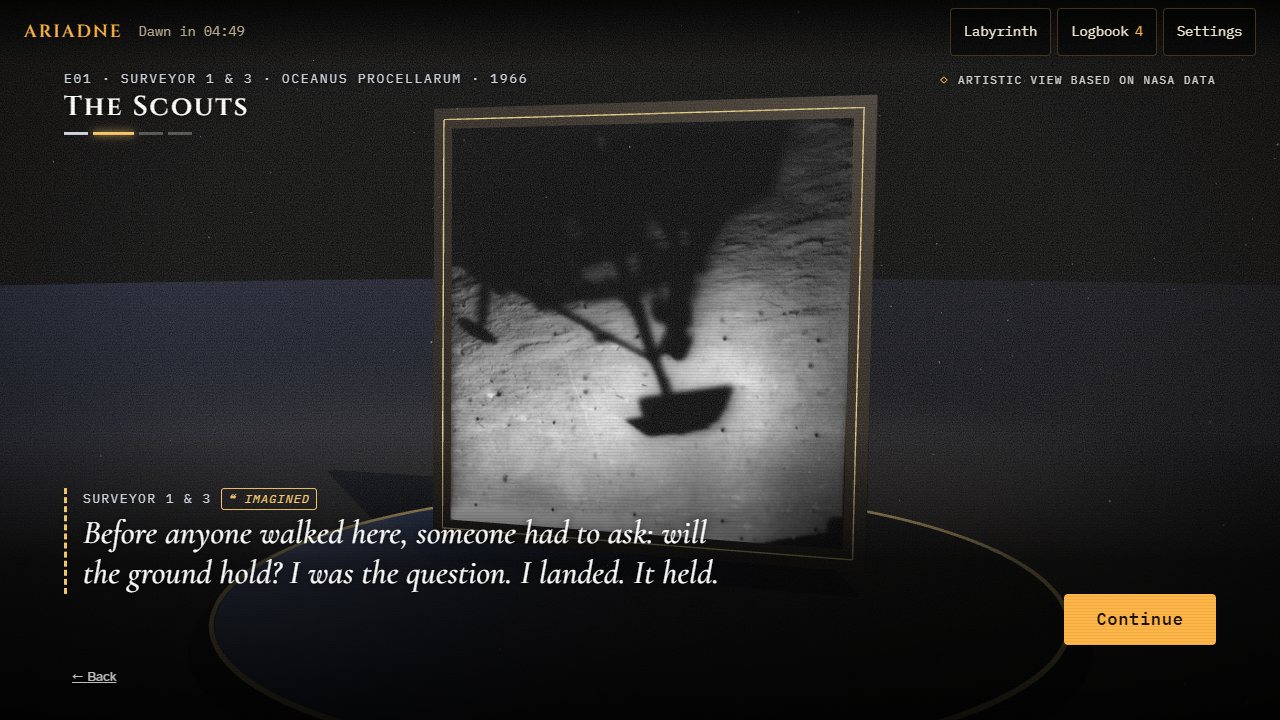 ARIADNE Dawn in 04:49 Labyrinth Logbook 4 Settings
E01 · SURVEYOR 1 & 3 · OCEANUS PROCELLARUM · 1966
◇ ARTISTIC VIEW BASED ON NASA DATA
The Scouts
SURVEYOR 1 & 3 ❝ IMAGINED
Before anyone walked here, someone had to ask: will
the ground hold? I was the question. I landed. It held.
Continue
← Back